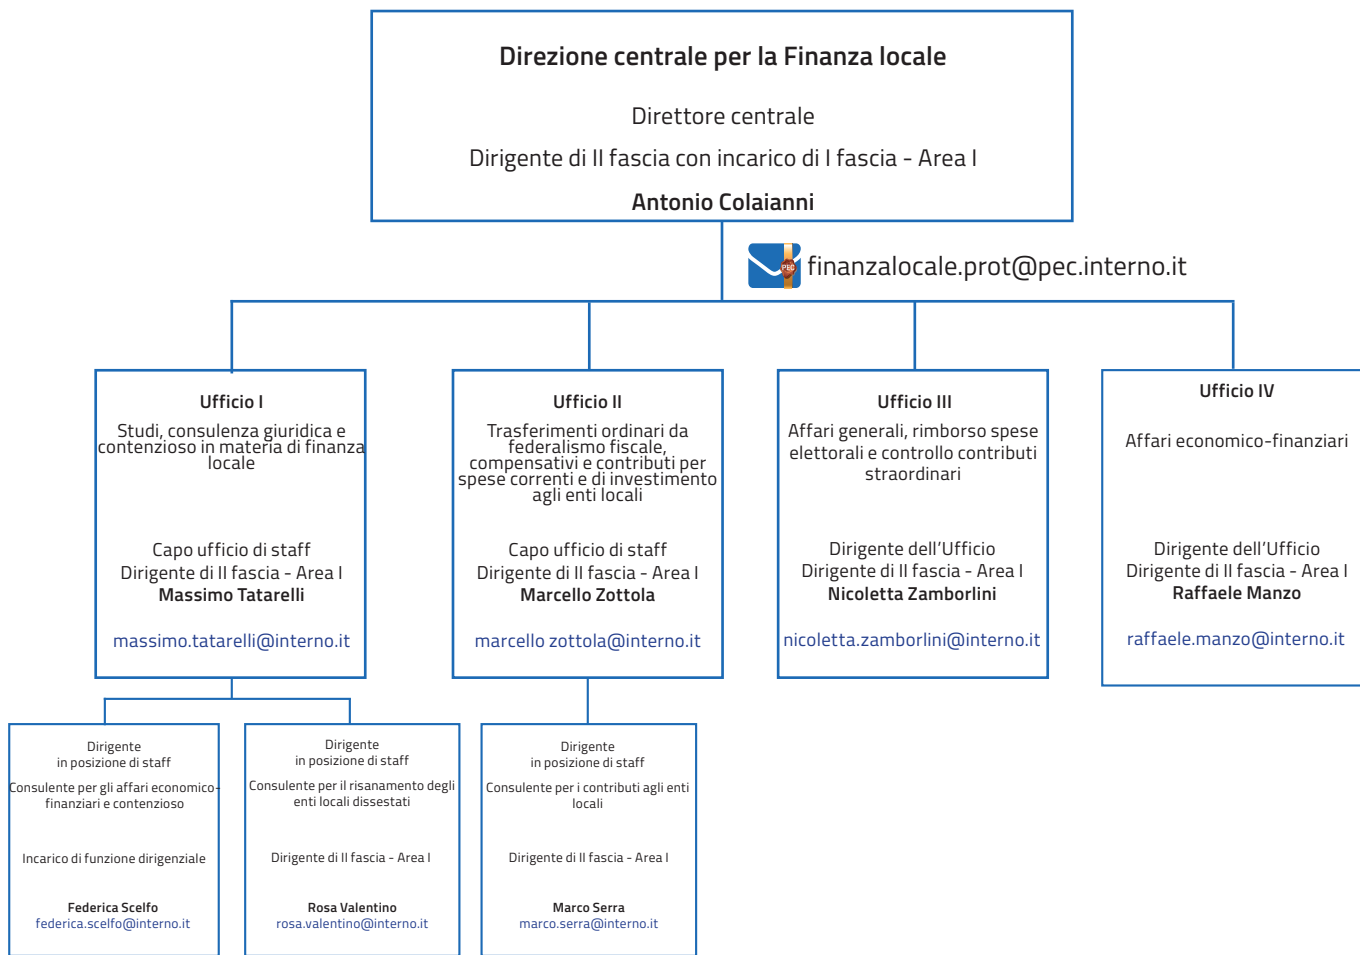 Direzione centrale per la Finanza locale
Direttore centrale
Dirigente di II fascia con incarico di I fascia - Area I
Antonio Colaianni
PEC
finanzalocale.prot@pec.interno.it
Ufficio I
Studi, consulenza giuridica e
contenzioso in materia di finanza
locale
Capo ufficio di staff
Dirigente di II fascia - Area I
Massimo Tatarelli
massimo.tatarelli@interno.it
Ufficio II
Trasferimenti ordinari da
federalismo fiscale,
compensativi e contributi per
spese correnti e di investimento
agli enti locali
Capo ufficio di staff
Dirigente di II fascia - Area I
Marcello Zottola
marcello zottola@interno.it
Ufficio III
Affari generali, rimborso spese
elettorali e controllo contributi
straordinari
Dirigente dell'Ufficio
Dirigente di II fascia - Area I
Nicoletta Zamborlini
nicoletta.zamborlini@interno.it
Ufficio IV
Affari economico-finanziari
Dirigente dell'Ufficio
Dirigente di II fascia - Area I
Raffaele Manzo
raffaele.manzo@interno.it
Dirigente
in posizione di staff
Consulente per gli affari economico-
finanziari e contenzioso
Incarico di funzione dirigenziale
Federica Scelfo
federica.scelfo@interno.it
Dirigente
in posizione di staff
Consulente per il risanamento degli
enti locali dissestati
Dirigente di II fascia - Area I
Rosa Valentino
rosa.valentino@interno.it
Dirigente
in posizione di staff
Consulente per i contributi agli enti
locali
Dirigente di II fascia - Area I
Marco Serra
marco.serra@interno.it